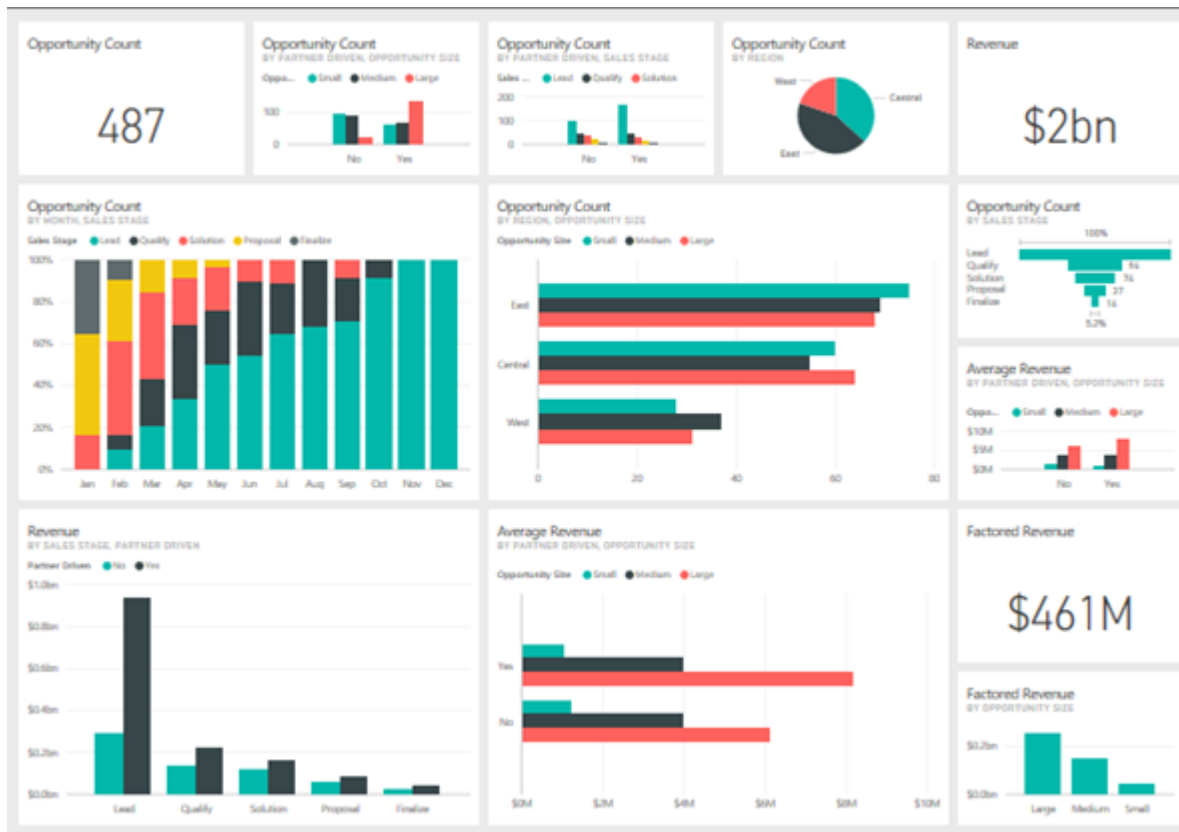 Opportunity Count
487
Opportunity Count
BY PARTNER DRIVEN, OPPORTUNITY SIZE
Oppo... Small Medium Large
100
0
No Yes
Opportunity Count
BY PARTNER DRIVEN, SALES STAGE
Sales ... Lead Qualify Solution
200
100
0
No Yes
Opportunity Count
BY REGION
West
Central
East
Revenue
$2bn
Opportunity Count
BY MONTH, SALES STAGE
Sales Stage Lead Qualify Solution Proposal Finalize
100%
80%
60%
40%
20%
0%
Jan Feb Mar Apr May Jun Jul Aug Sep Oct Nov Dec
Opportunity Count
BY REGION, OPPORTUNITY SIZE
Opportunity Size Small Medium Large
East
Central
West
0 20 40 60 80
Opportunity Count
BY SALES STAGE
100%
Lead
Qualify 94
Solution 74
Proposal 37
Finalize 14
5.2%
Average Revenue
BY PARTNER DRIVEN, OPPORTUNITY SIZE
Oppo... Small Medium Large
$10M
$5M
$0M
No Yes
Revenue
BY SALES STAGE, PARTNER DRIVEN
Partner Driven No Yes
$1.0bn
$0.8bn
$0.6bn
$0.4bn
$0.2bn
$0.0bn
Lead Qualify Solution Proposal Finalize
Average Revenue
BY PARTNER DRIVEN, OPPORTUNITY SIZE
Opportunity Size Small Medium Large
Yes
No
$0M $2M $4M $6M $8M $10M
Factored Revenue
$461M
Factored Revenue
BY OPPORTUNITY SIZE
$0.2bn
$0.0bn
Large Medium Small